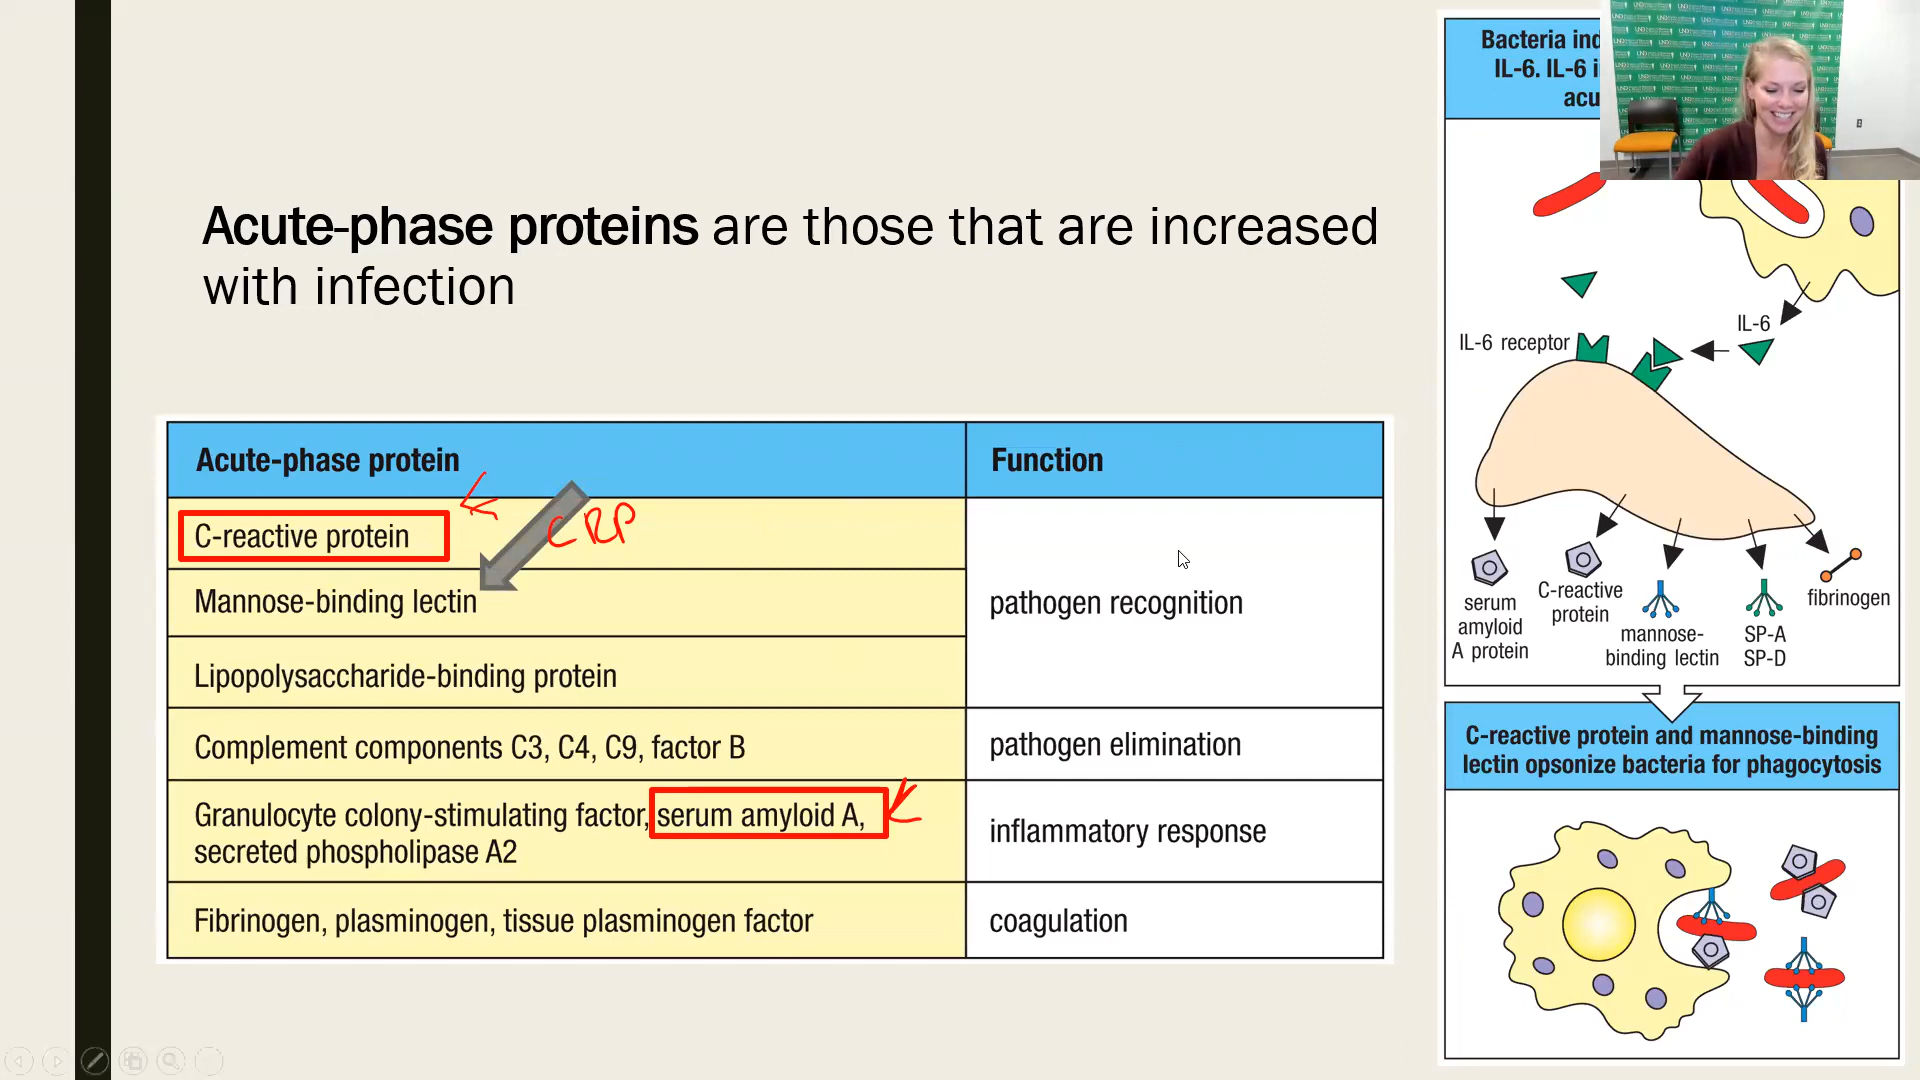 Acute-phase proteins are those that are increased
with infection
Acute-phase protein
Function
C-reactive protein
CRP
Mannose-binding lectin
Lipopolysaccharide-binding protein
pathogen recognition
Complement components C3, C4, C9, factor B
pathogen elimination
Granulocyte colony-stimulating factor, serum amyloid A,
secreted phospholipase A2
inflammatory response
Fibrinogen, plasminogen, tissue plasminogen factor
coagulation
Bacteria
IL-6. IL-6
IL-6
IL-6 receptor
serum
amyloid
A protein
C-reactive
protein
mannose-
binding lectin
SP-A
SP-D
fibrinogen
C-reactive protein and mannose-binding
lectin opsonize bacteria for phagocytosis